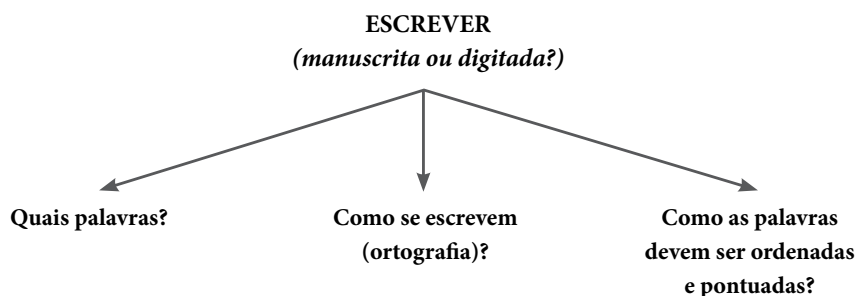 ESCREVER
(manuscrita ou digitada?)
Quais palavras?
Como se escrevem
(ortografia)?
Como as palavras
devem ser ordenadas
e pontuadas?